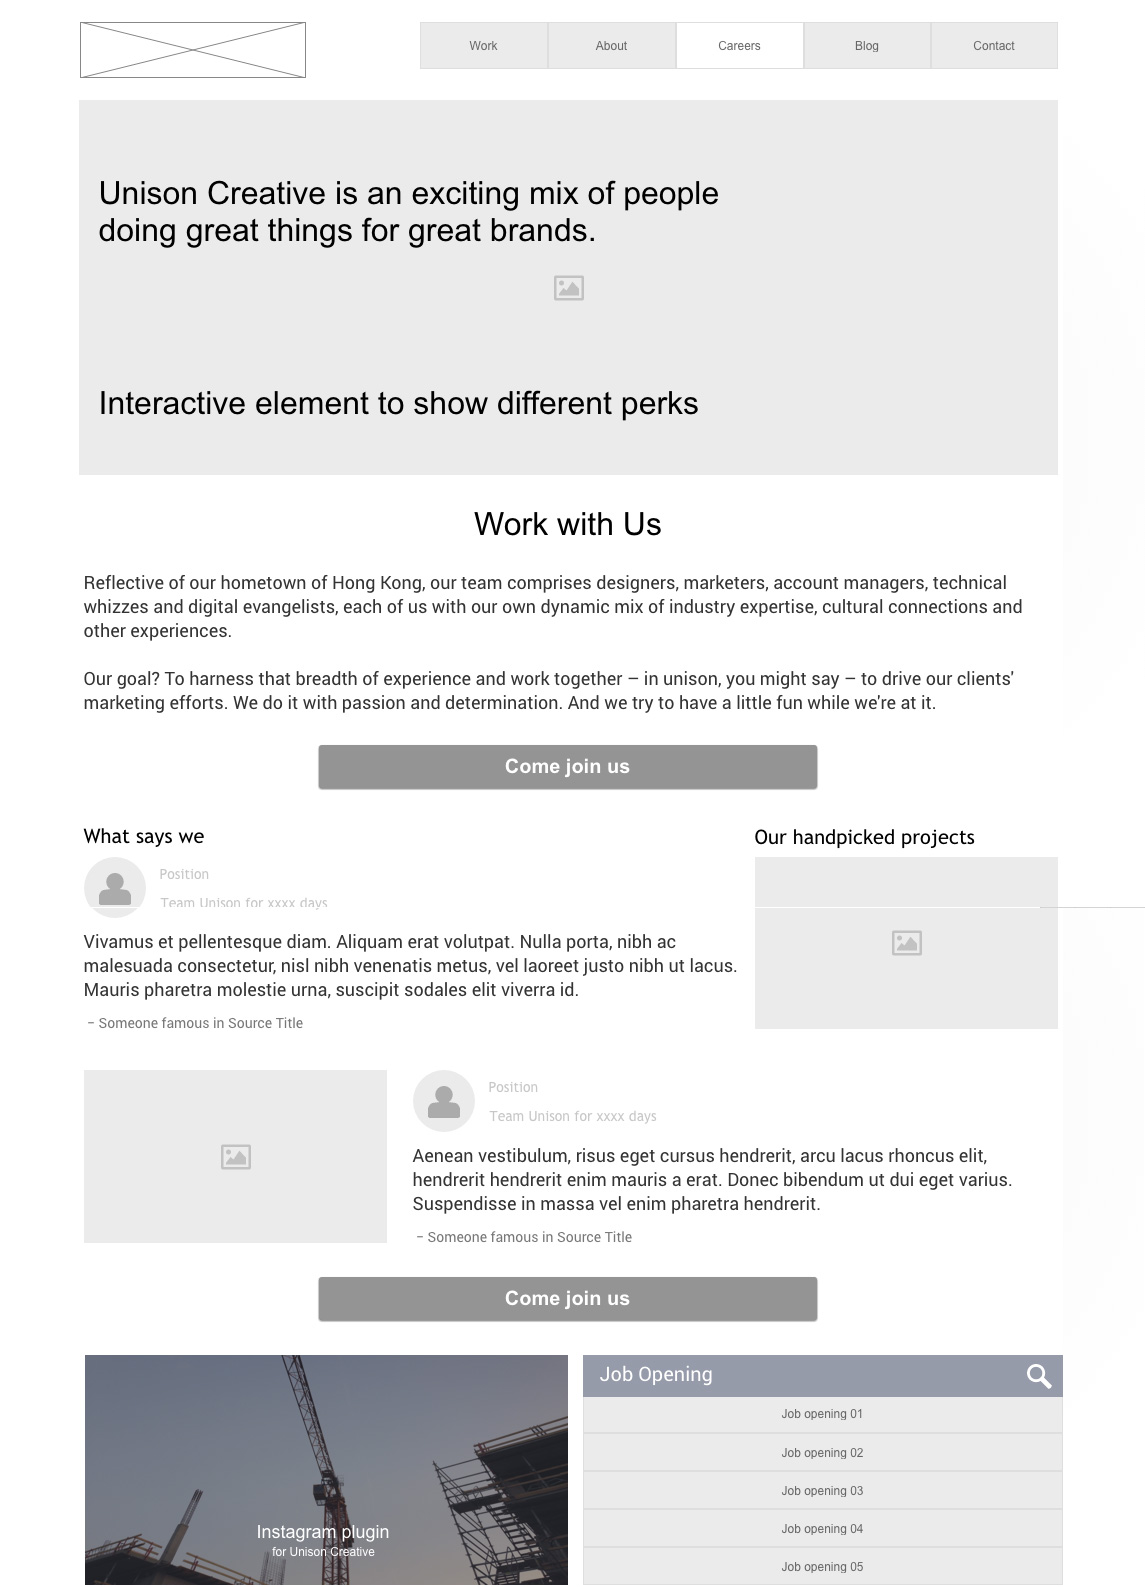 Work
About
Careers
Blog
Contact
Unison Creative is an exciting mix of people
doing great things for great brands.
Interactive element to show different perks
Work with Us
Reflective of our hometown of Hong Kong, our team comprises designers, marketers, account managers, technical
whizzes and digital evangelists, each of us with our own dynamic mix of industry expertise, cultural connections and
other experiences.
Our goal? To harness that breadth of experience and work together – in unison, you might say – to drive our clients'
marketing efforts. We do it with passion and determination. And we try to have a little fun while we're at it.
Come join us
What says we
Position
Team Unison for xxxx days
Vivamus et pellentesque diam. Aliquam erat volutpat. Nulla porta, nibh ac
malesuada consectetur, nisl nibh venenatis metus, vel laoreet justo nibh ut lacus.
Mauris pharetra molestie urna, suscipit sodales elit viverra id.
– Someone famous in Source Title
Our handpicked projects
Position
Team Unison for xxxx days
Aenean vestibulum, risus eget cursus hendrerit, arcu lacus rhoncus elit,
hendrerit hendrerit enim mauris a erat. Donec bibendum ut dui eget varius.
Suspendisse in massa vel enim pharetra hendrerit.
– Someone famous in Source Title
Come join us
Instagram plugin
for Unison Creative
Job Opening
Job opening 01
Job opening 02
Job opening 03
Job opening 04
Job opening 05